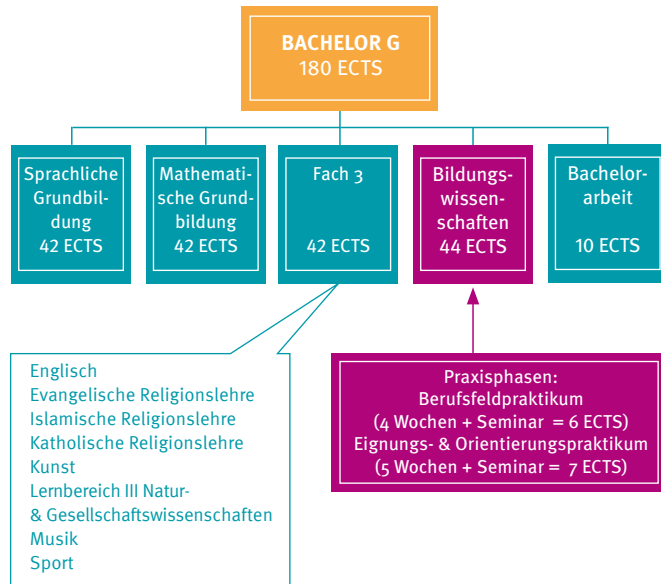 BACHELOR G
180 ECTS
Sprachliche
Grundbil-
dung
42 ECTS
Mathemati-
sche Grund-
bildung
42 ECTS
Fach 3
42 ECTS
Bildungs-
wissen-
schaften
44 ECTS
Bachelor-
arbeit
10 ECTS
Englisch
Evangelische Religionslehre
Islamische Religionslehre
Katholische Religionslehre
Kunst
Lernbereich III Natur-
& Gesellschaftswissenschaften
Musik
Sport
Praxisphasen:
Berufsfeldpraktikum
(4 Wochen + Seminar = 6 ECTS)
Eignungs- & Orientierungspraktikum
(5 Wochen + Seminar = 7 ECTS)